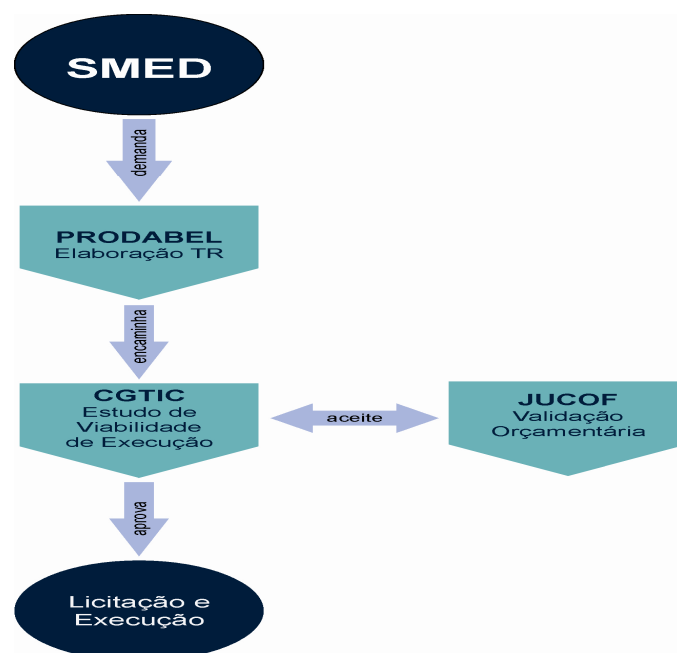 SMED
demanda
PRODABEL
Elaboração TR
encaminha
CGTIC
Estudo de
Viabilidade
de Execução
aceite
JUCOF
Validação
Orçamentária
aprova
Licitação e
Execução